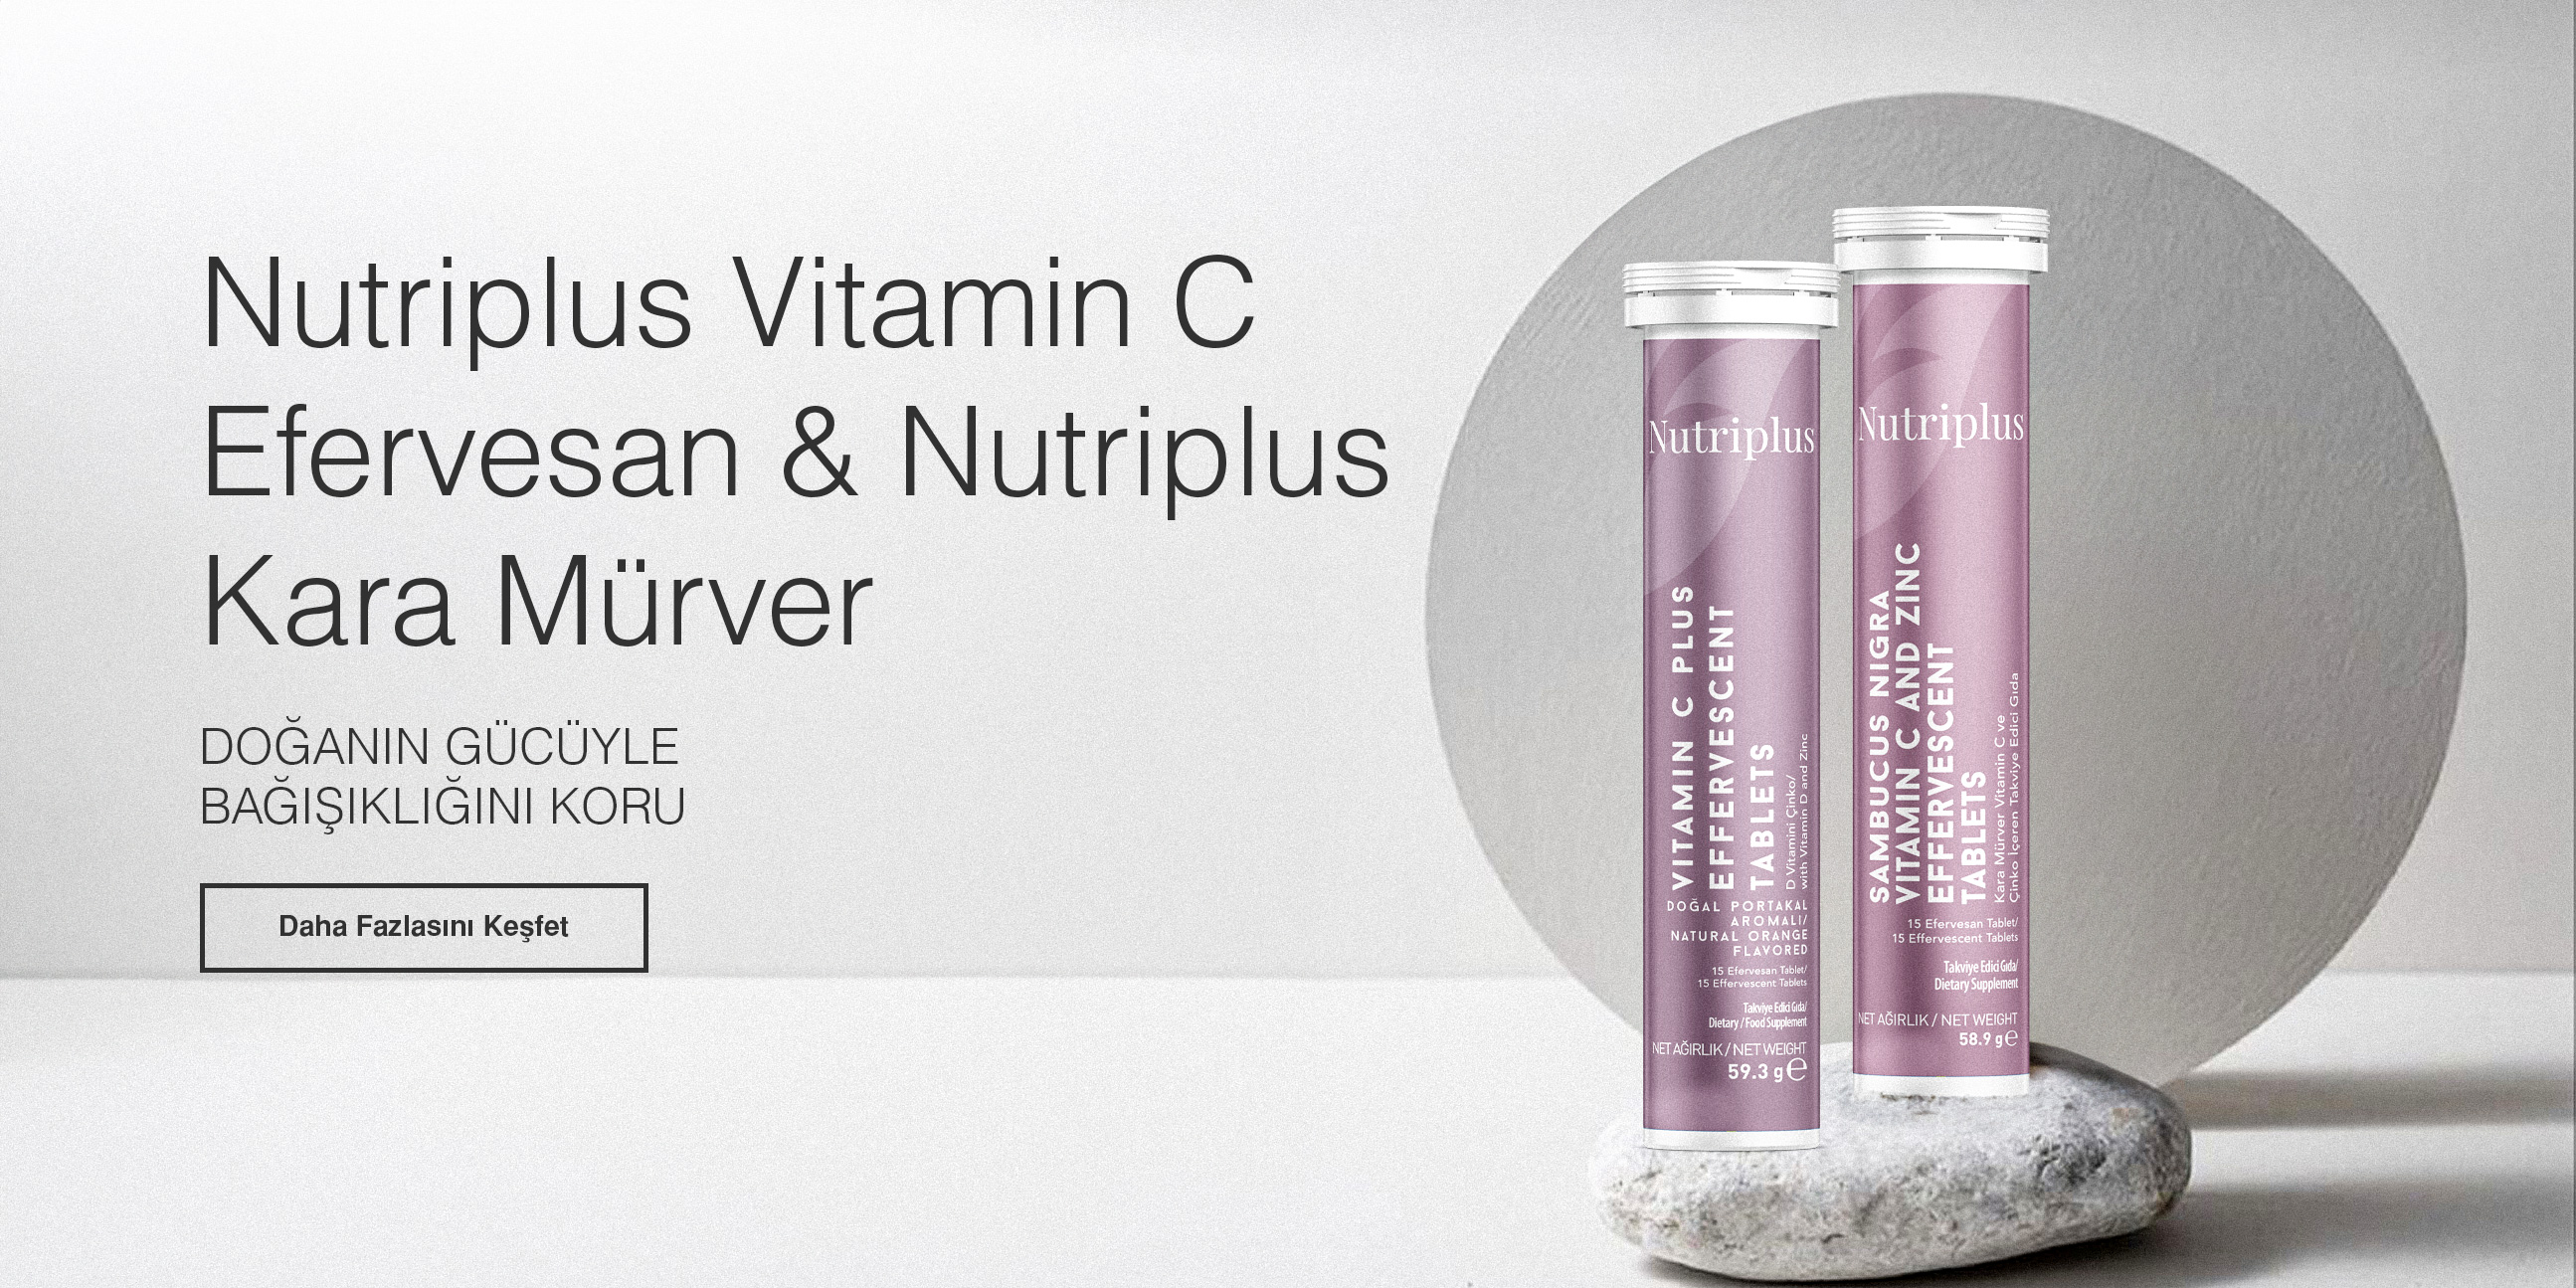 Nutriplus Vitamin C
Efervesan & Nutriplus
Kara Mürver
DOĞANIN GÜCÜYLE
BAĞIŞIKLIĞINI KORU
Daha Fazlasını Keşfet
Nutriplus
VITAMIN C PLUS
EFFERVESCENT
TABLETS
D Vitamini Çinko/
with Vitamin D and Zinc
DOĞAL PORTAKAL
AROMALI/
NATURAL ORANGE
FLAVORED
15 Efervesan Tablet/
15 Effervescent Tablets
Takviye Edici Gıda/
Dietary / Food Supplement
NET AĞIRLIK / NET WEIGHT
59.3 g e
Nutriplus
SAMBUCUS NIGRA
VITAMIN C AND ZINC
EFFERVESCENT
TABLETS
Kara Mürver Vitamin C ve
Çinko İçeren Takviye Edici Gıda
15 Efervesan Tablet/
15 Effervescent Tablets
Takviye Edici Gıda/
Dietary Supplement
NET AĞIRLIK / NET WEIGHT
58.9 g e